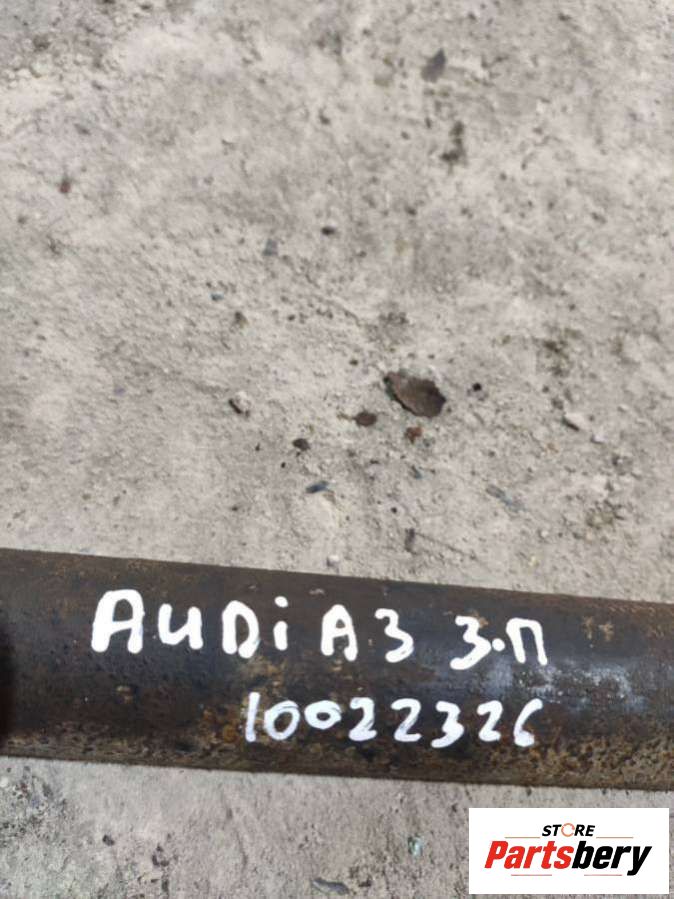 AUDi A3 З.П
10022326
STORE
Partsbery